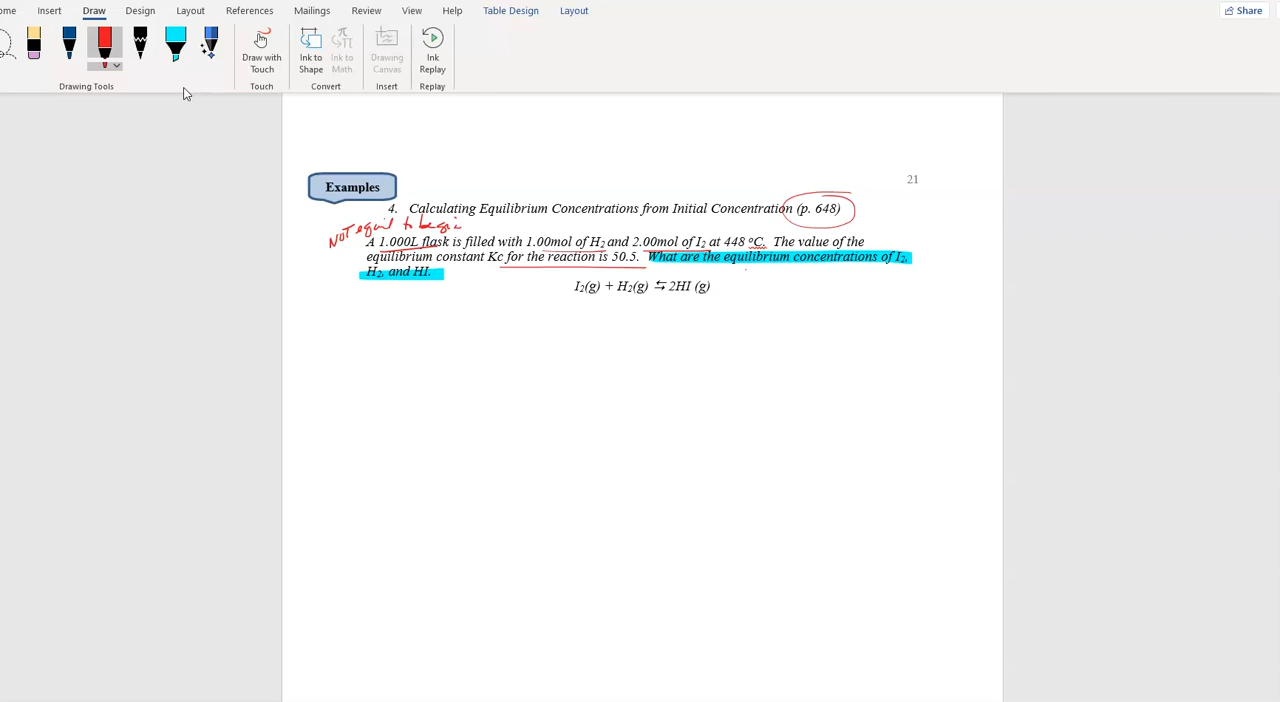 ome Insert Draw Design Layout References Mailings Review View Help Table Design Layout Share
Draw with Touch
Ink to Shape
Ink to Math
Drawing Canvas
Ink Replay
Drawing Tools Touch Convert Insert Replay
21
Examples
4. Calculating Equilibrium Concentrations from Initial Concentration (p. 648)
NOT equil to begi
A 1.000L flask is filled with 1.00mol of H₂ and 2.00mol of I₂ at 448 °C. The value of the
equilibrium constant Kc for the reaction is 50.5. What are the equilibrium concentrations of I₂,
H₂, and HI.
I₂(g) + H₂(g) ⇆ 2HI (g)